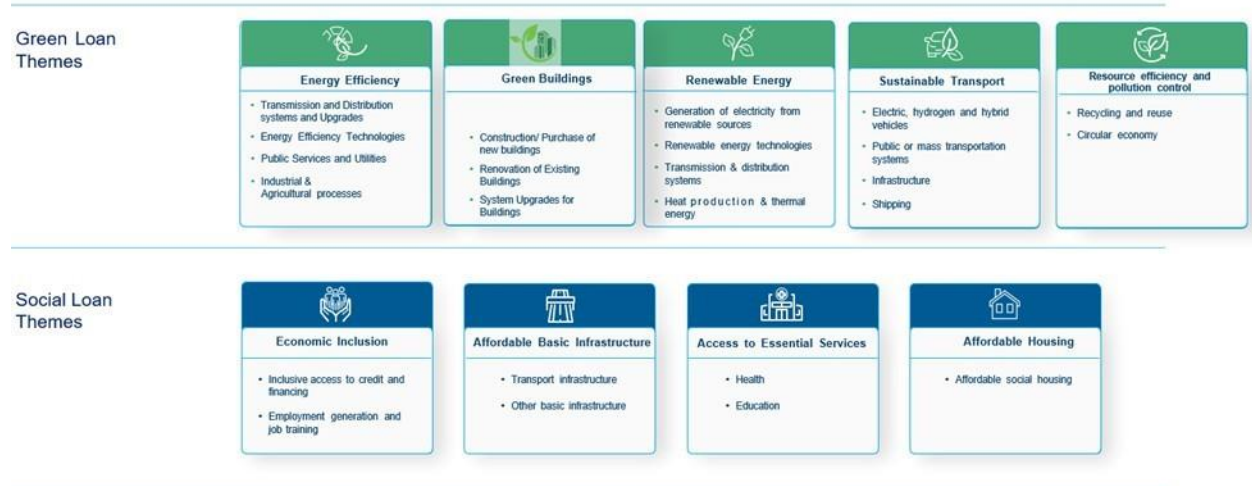 Green Loan
Themes
Energy Efficiency
• Transmission and Distribution
systems and Upgrades
• Energy Efficiency Technologies
• Public Services and Utilities
• Industrial &
Agricultural processes
Green Buildings
• Construction/ Purchase of
new buildings
• Renovation of Existing
Buildings
• System Upgrades for
Buildings
Renewable Energy
• Generation of electricity from
renewable sources
• Renewable energy technologies
• Transmission & distribution
systems
• Heat production & thermal
energy
Sustainable Transport
• Electric, hydrogen and hybrid
vehicles
• Public or mass transportation
systems
• Infrastructure
• Shipping
Resource efficiency and
pollution control
• Recycling and reuse
• Circular economy
Social Loan
Themes
Economic Inclusion
• Inclusive access to credit and
financing
• Employment generation and
job training
Affordable Basic Infrastructure
• Transport infrastructure
• Other basic infrastructure
Access to Essential Services
• Health
• Education
Affordable Housing
• Affordable social housing